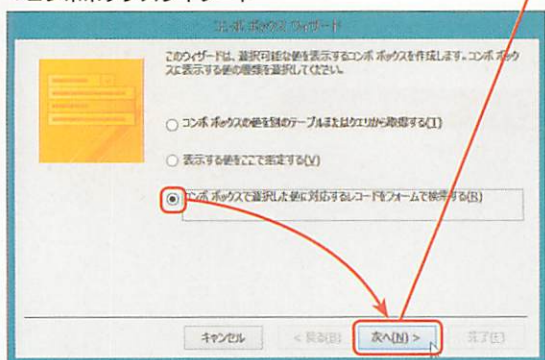 コンボ ボックス ウィザード
このウィザードは、選択可能な値を表示するコンボ ボックスを作成します。コンボ ボック
スに表示する値の種類を選択してください。
コンボ ボックスの値を別のテーブルまたはクエリから取得する(T)
表示する値をここで指定する(V)
コンボ ボックスで選択した値に対応するレコードをフォームで検索する(R)
キャンセル < 戻る(B) 次へ(N) > 完了(F)